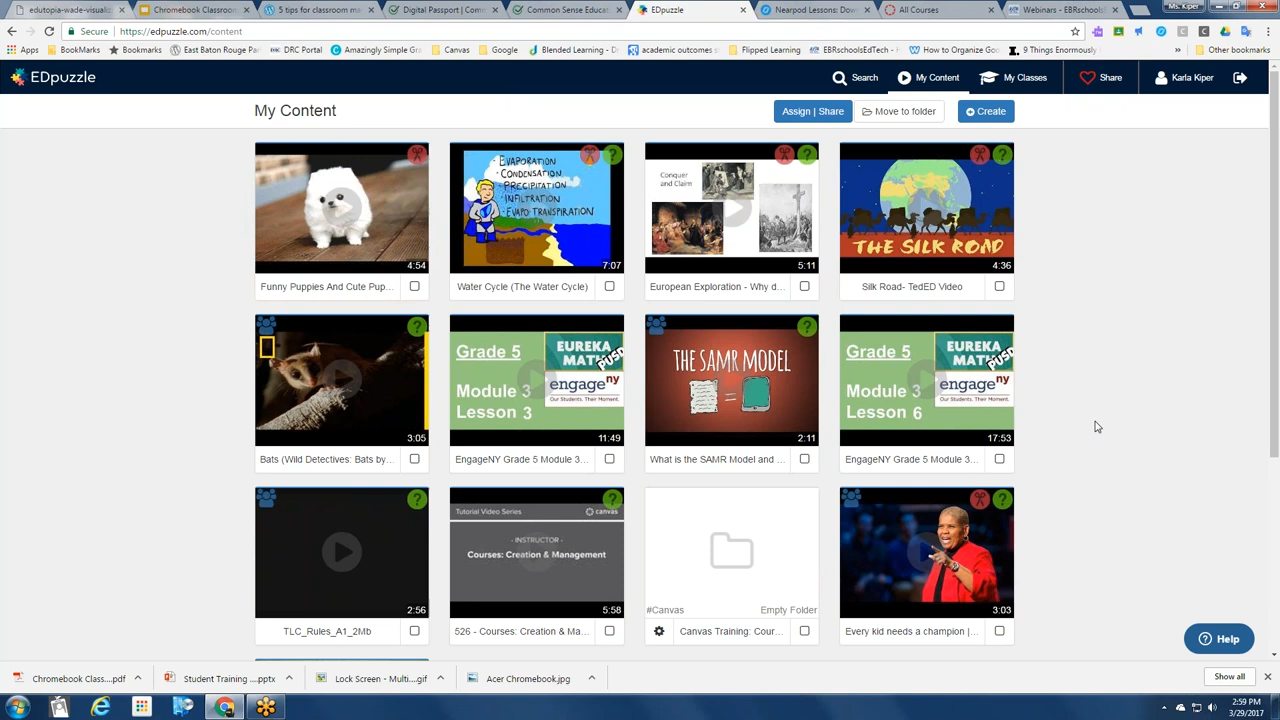 edutopia-wade-visualiz
Chromebook Classroom
5 tips for classroom m
Digital Passport | Comm
Common Sense Educat
EDpuzzle
Nearpod Lessons: Dow
All Courses
Webinars - EBRschools
Ms. Kiper
Secure
https://edpuzzle.com/content
Apps
BookMarks
Bookmarks
East Baton Rouge Par
DRC Portal
Amazingly Simple Gra
Canvas
Google
Blended Learning - D
academic outcomes
Flipped Learning
EBRschoolsEdTech
How to Organize Goo
9 Things Enormously
»
Other bookmarks
EDpuzzle
Search
My Content
My Classes
Share
Karla Kiper
My Content
Assign | Share
Move to folder
Create
4:54
· EVAPORATION
· CONDENSATION
· PRECIPITATION
· INFILTRATION
· EVAPOTRANSPIRATION
7:07
Conquer
and Claim
5:11
THE SILK ROAD
4:36
Funny Puppies And Cute Pup...
Water Cycle (The Water Cycle)
European Exploration - Why d...
Silk Road- TedED Video
3:05
Grade 5
Module 3
Lesson 3
EUREKA
MATH
PUSD
engageny
Our Students. Their Moment.
11:49
THE SAMR MODEL
=
2:11
Grade 5
Module 3
Lesson 6
EUREKA
MATH
PUSD
engageny
Our Students. Their Moment.
17:53
Bats (Wild Detectives: Bats by...
EngageNY Grade 5 Module 3...
What is the SAMR Model and ...
EngageNY Grade 5 Module 3...
2:56
Tutorial Video Series
canvas
- INSTRUCTOR -
Courses: Creation & Management
5:58
#Canvas
Empty Folder
3:03
TLC_Rules_A1_2Mb
526 - Courses: Creation & Ma...
Canvas Training: Cour...
Every kid needs a champion |...
Help
Chromebook Class....pdf
Student Training ....pptx
Lock Screen - Multi....gif
Acer Chromebook.jpg
Show all
2:59 PM
3/29/2017